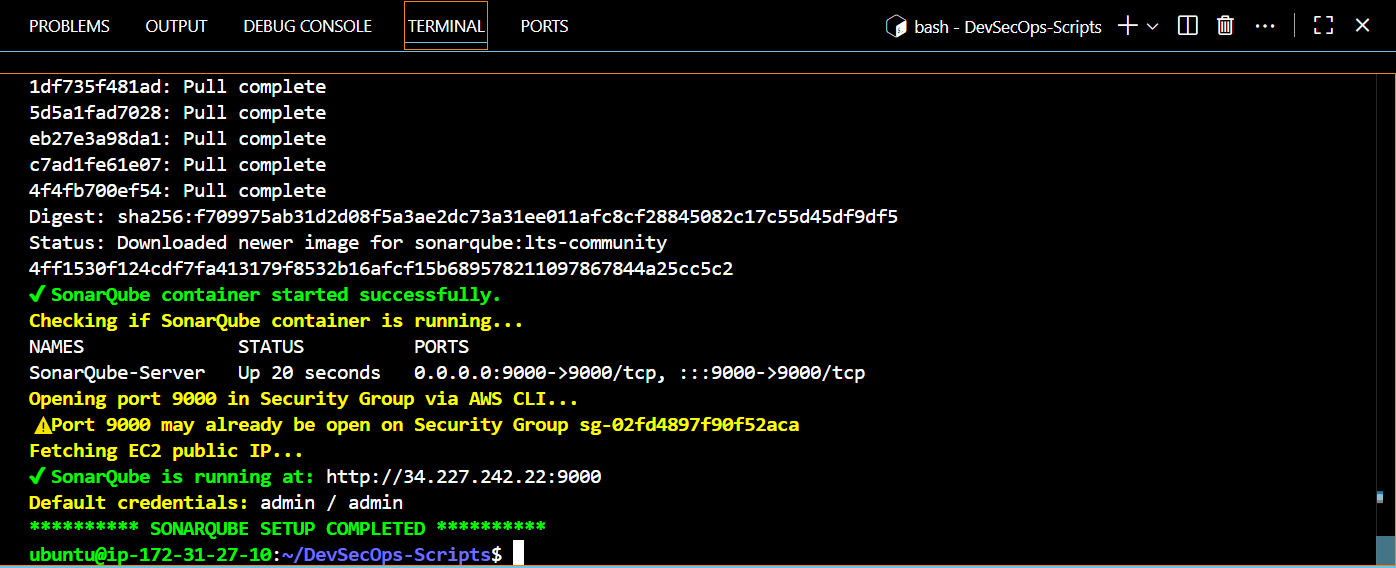 PROBLEMS OUTPUT DEBUG CONSOLE TERMINAL PORTS bash - DevSecOps-Scripts
1df735f481ad: Pull complete
5d5a1fad7028: Pull complete
eb27e3a98da1: Pull complete
c7ad1fe61e07: Pull complete
4f4fb700ef54: Pull complete
Digest: sha256:f709975ab31d2d08f5a3ae2dc73a31ee011afc8cf28845082c17c55d45df9df5
Status: Downloaded newer image for sonarqube:lts-community
4ff1530f124cdf7fa413179f8532b16afcf15b689578211097867844a25cc5c2
✔ SonarQube container started successfully.
Checking if SonarQube container is running...
NAMES STATUS PORTS
SonarQube-Server Up 20 seconds 0.0.0.0:9000->9000/tcp, :::9000->9000/tcp
Opening port 9000 in Security Group via AWS CLI...
⚠Port 9000 may already be open on Security Group sg-02fd4897f90f52aca
Fetching EC2 public IP...
✔ SonarQube is running at: http://34.227.242.22:9000
Default credentials: admin / admin
********** SONARQUBE SETUP COMPLETED **********
ubuntu@ip-172-31-27-10:~/DevSecOps-Scripts$